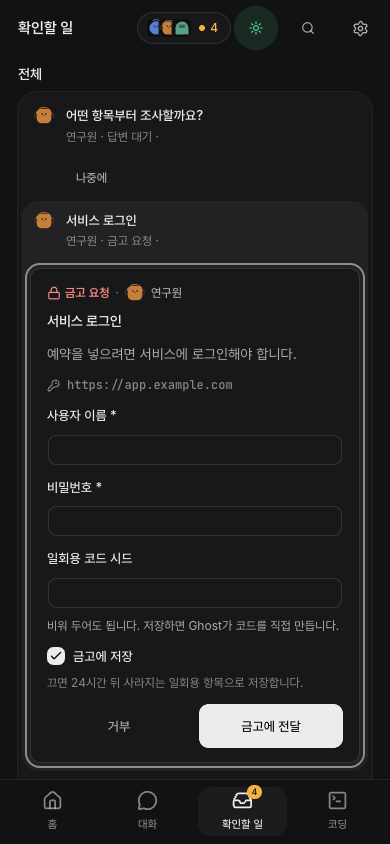 확인할 일
4
전체
어떤 항목부터 조사할까요?
연구원 · 답변 대기 ·
나중에
서비스 로그인
연구원 · 금고 요청 ·
금고 요청 · 연구원
서비스 로그인
예약을 넣으려면 서비스에 로그인해야 합니다.
https://app.example.com
사용자 이름 *
비밀번호 *
일회용 코드 시드
비워 두어도 됩니다. 저장하면 Ghost가 코드를 직접 만듭니다.
금고에 저장
끄면 24시간 뒤 사라지는 일회용 항목으로 저장합니다.
거부
금고에 전달
4
홈
대화
확인할 일
코딩